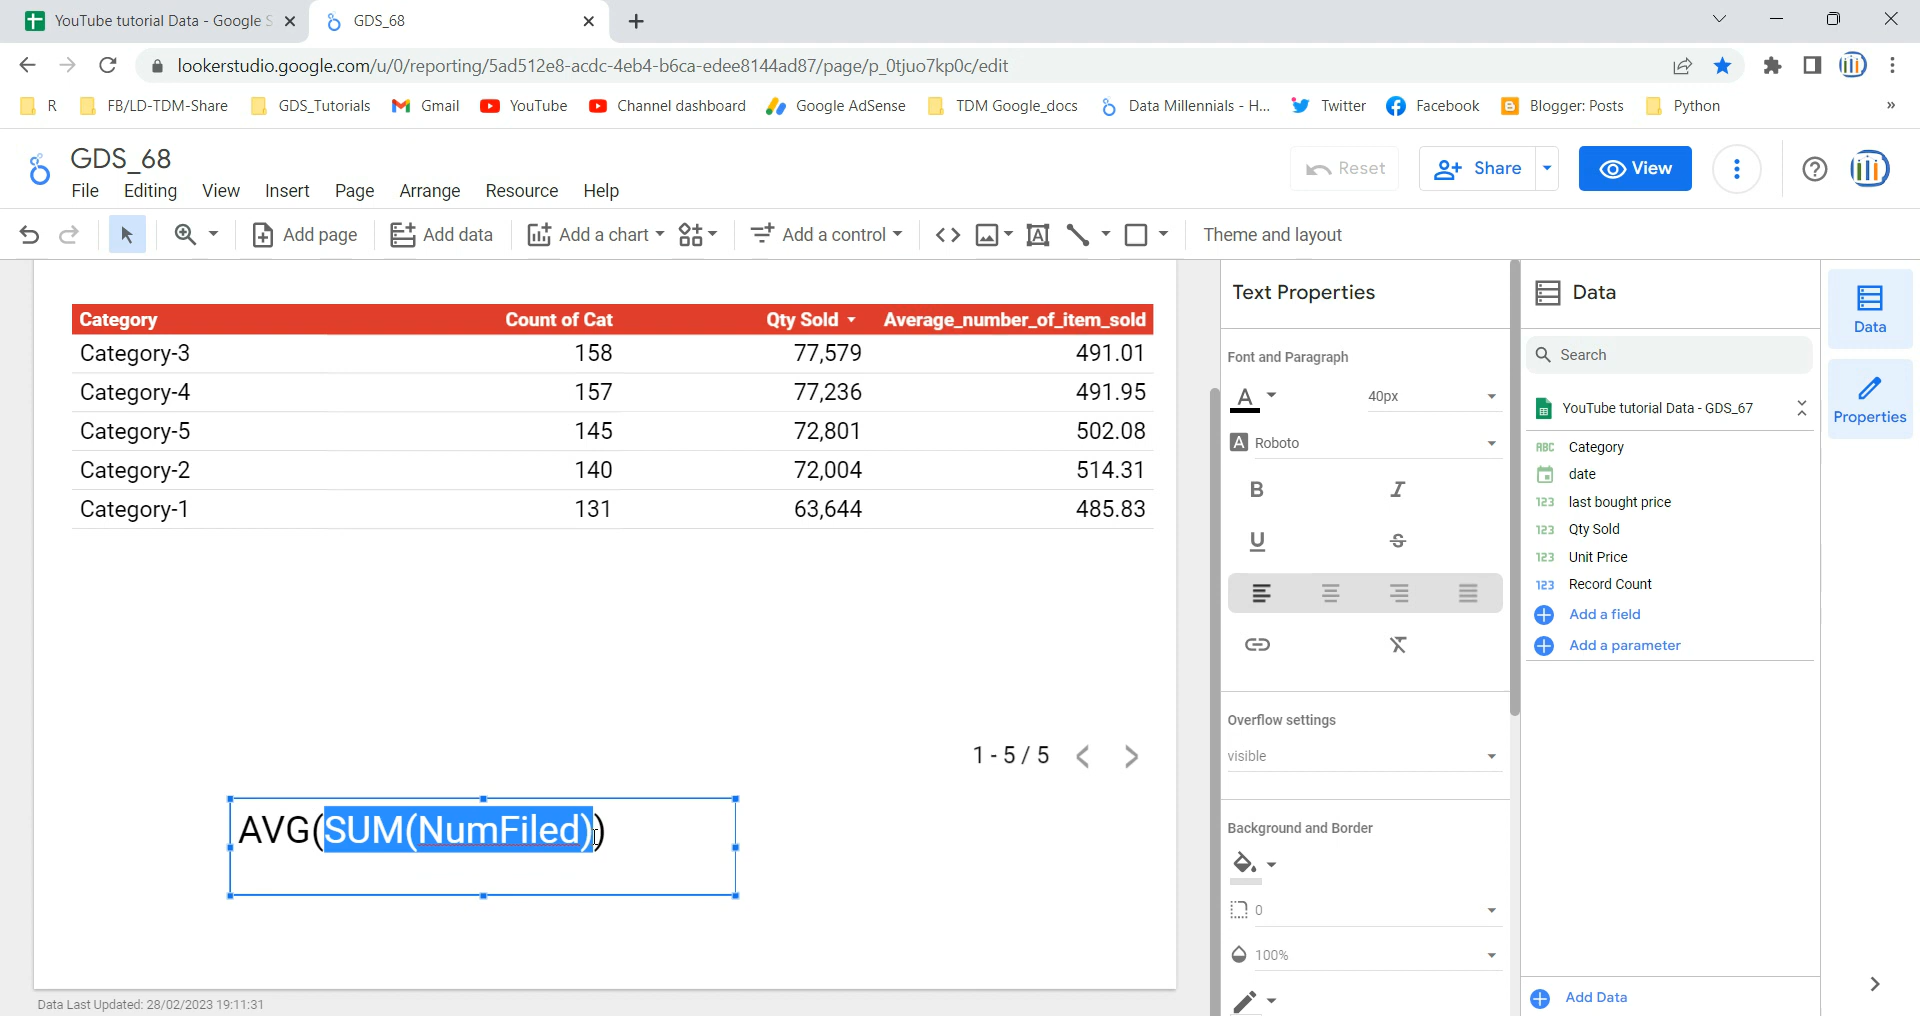 YouTube tutorial Data - Google S
GDS_68
lookerstudio.google.com/u/0/reporting/5ad512e8-acdc-4eb4-b6ca-edee8144ad87/page/p_0tjuo7kp0c/edit
R FB/LD-TDM-Share GDS_Tutorials Gmail YouTube Channel dashboard Google AdSense TDM Google_docs Data Millennials - H... Twitter Facebook Blogger: Posts Python »
GDS_68
Reset Share View
File Editing View Insert Page Arrange Resource Help
Add page Add data Add a chart Add a control Theme and layout
Category Count of Cat Qty Sold Average_number_of_item_sold
Category-3 158 77,579 491.01
Category-4 157 77,236 491.95
Category-5 145 72,801 502.08
Category-2 140 72,004 514.31
Category-1 131 63,644 485.83
1 - 5 / 5
AVG(SUM(NumFiled))
Data Last Updated: 28/02/2023 19:11:31
Text Properties
Font and Paragraph
A 40px
A Roboto
B I
U S
Overflow settings
visible
Background and Border
0
100%
Data
Search
YouTube tutorial Data - GDS_67
ABC Category
date
123 last bought price
123 Qty Sold
123 Unit Price
123 Record Count
Add a field
Add a parameter
Add Data
Data
Properties